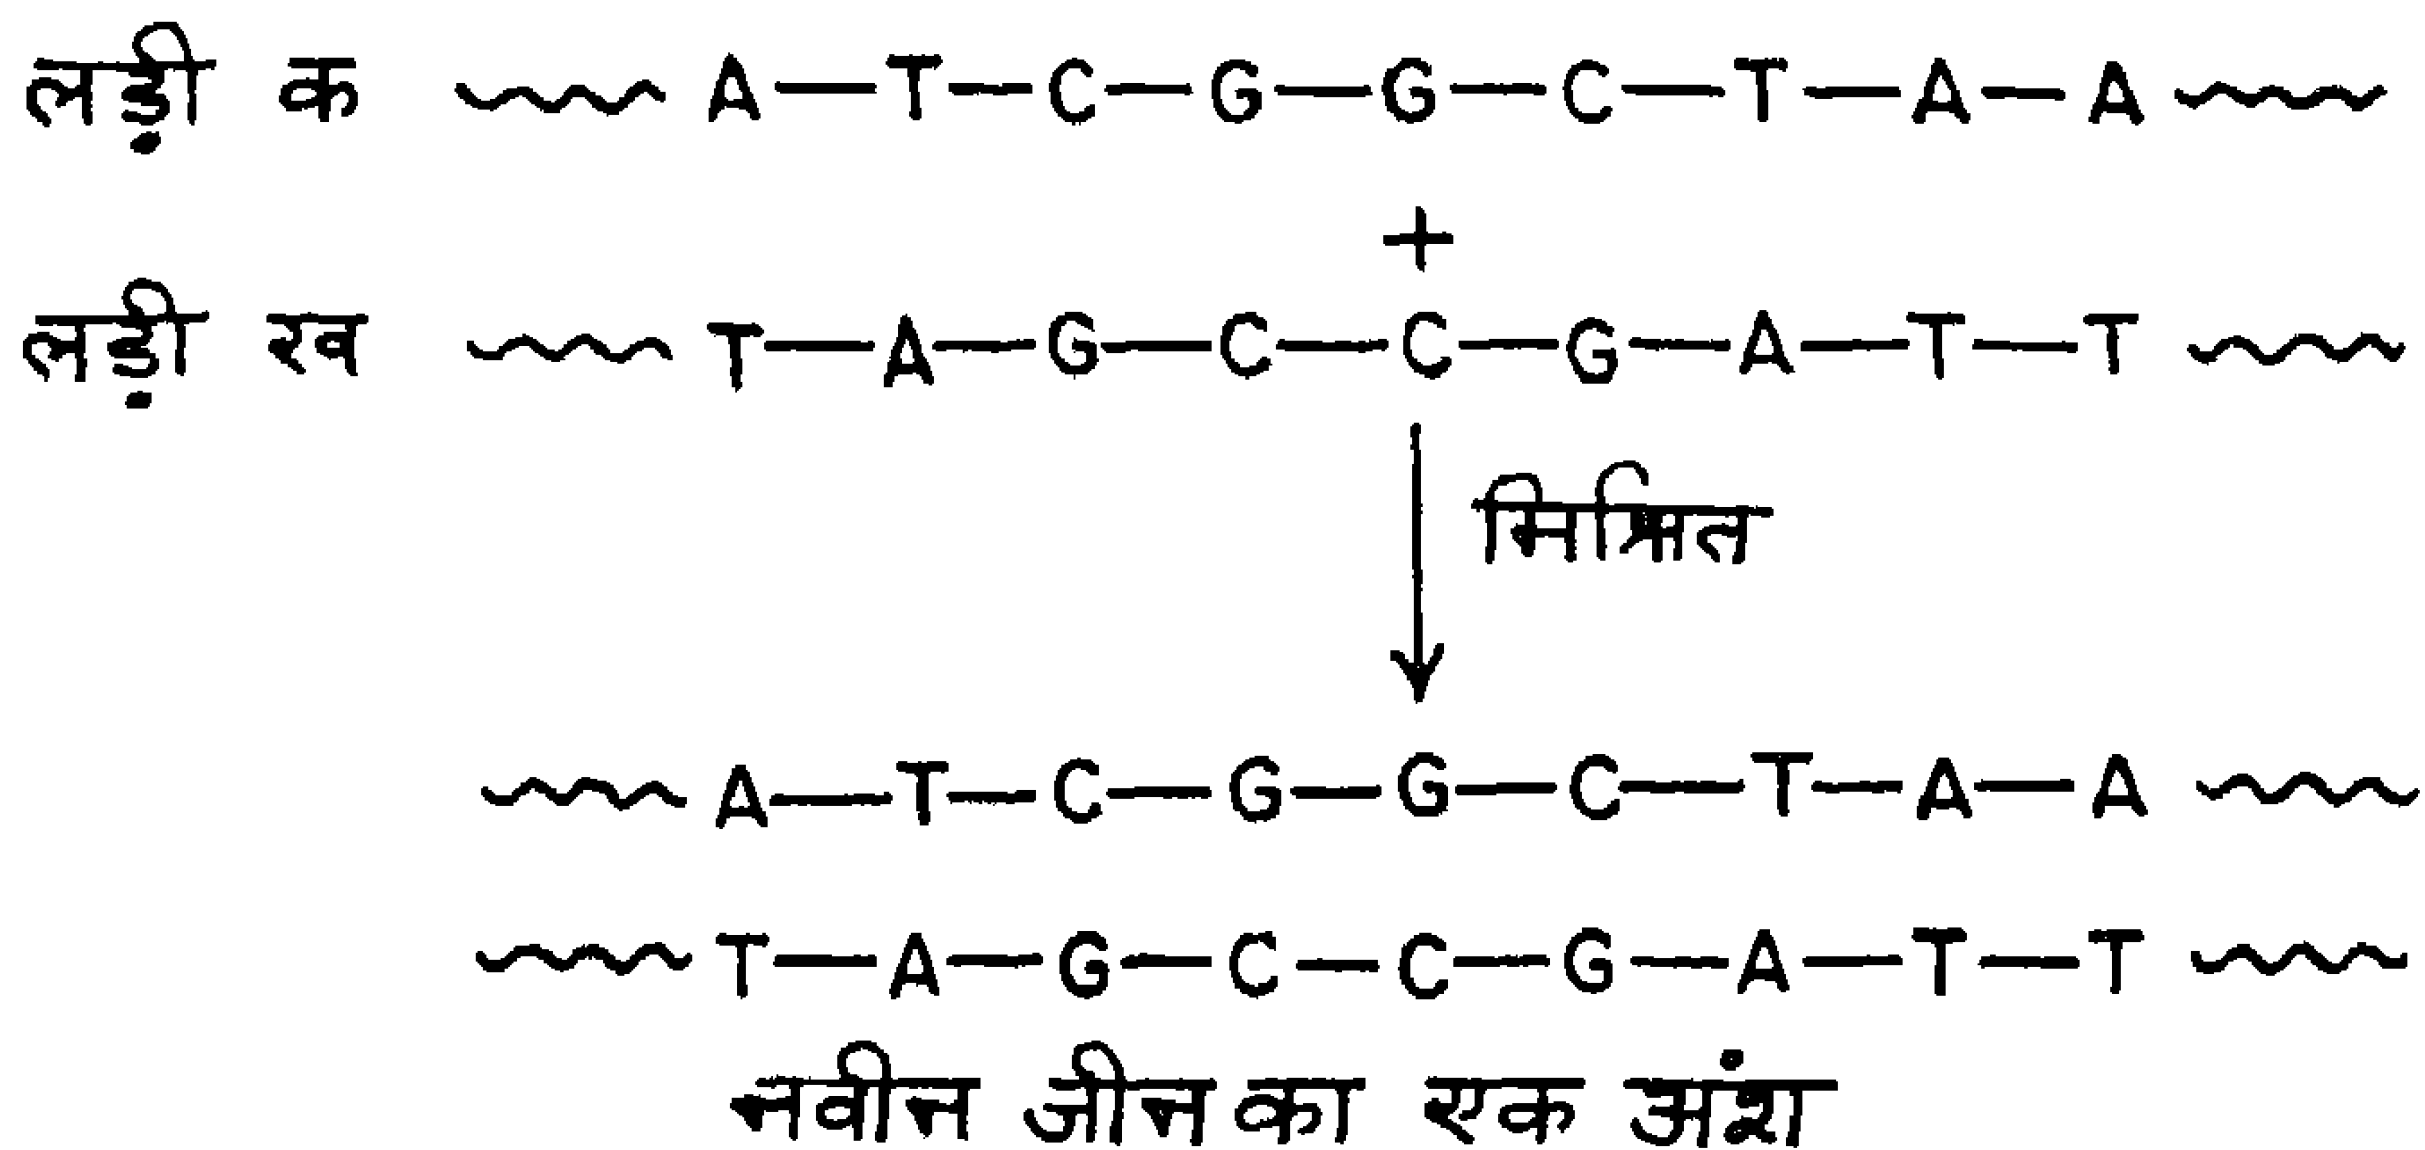 लड़ी क A—T—C—G—G—C—T—A—A
+
लड़ी ख T—A—G—C—C—G—A—T—T
मिश्रित
A—T—C—G—G—C—T—A—A
T—A—G—C—C—G—A—T—T
नवीन जीन का एक अंश